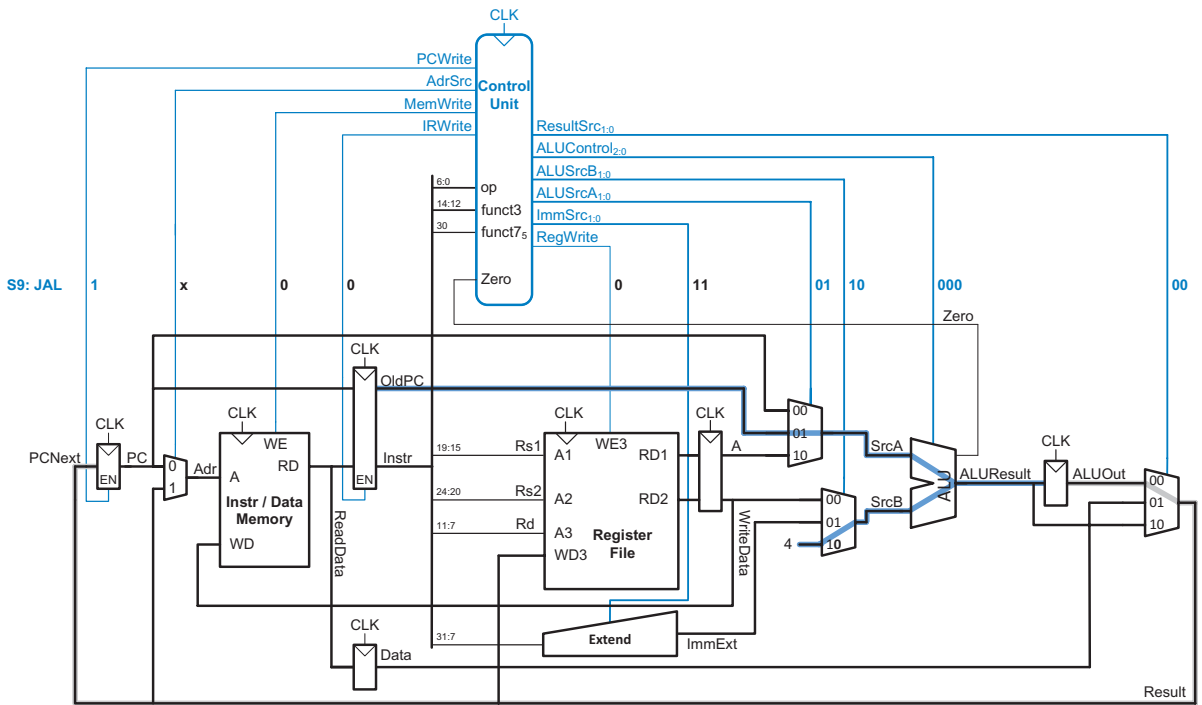 CLK
PCWrite
AdrSrc
MemWrite
IRWrite
Control
Unit
ResultSrc1:0
ALUControl2:0
ALUSrcB1:0
ALUSrcA1:0
ImmSrc1:0
RegWrite
6:0 op
14:12 funct3
30 funct75
Zero
S9: JAL 1 x 0 0 0 11 01 10 000 00
Zero
CLK
OldPC
CLK
PCNext
EN
PC
0
1
Adr
CLK
WE
A
RD
Instr / Data
Memory
WD
EN
Instr
ReadData
19:15 Rs1
24:20 Rs2
11:7 Rd
CLK
WE3
A1
RD1
A2
RD2
A3
WD3
Register
File
CLK
A
WriteData
00
01
10
SrcA
00
01
4 10
SrcB
ALU
ALUResult
CLK
ALUOut
00
01
10
31:7
Extend
ImmExt
CLK
Data
Result